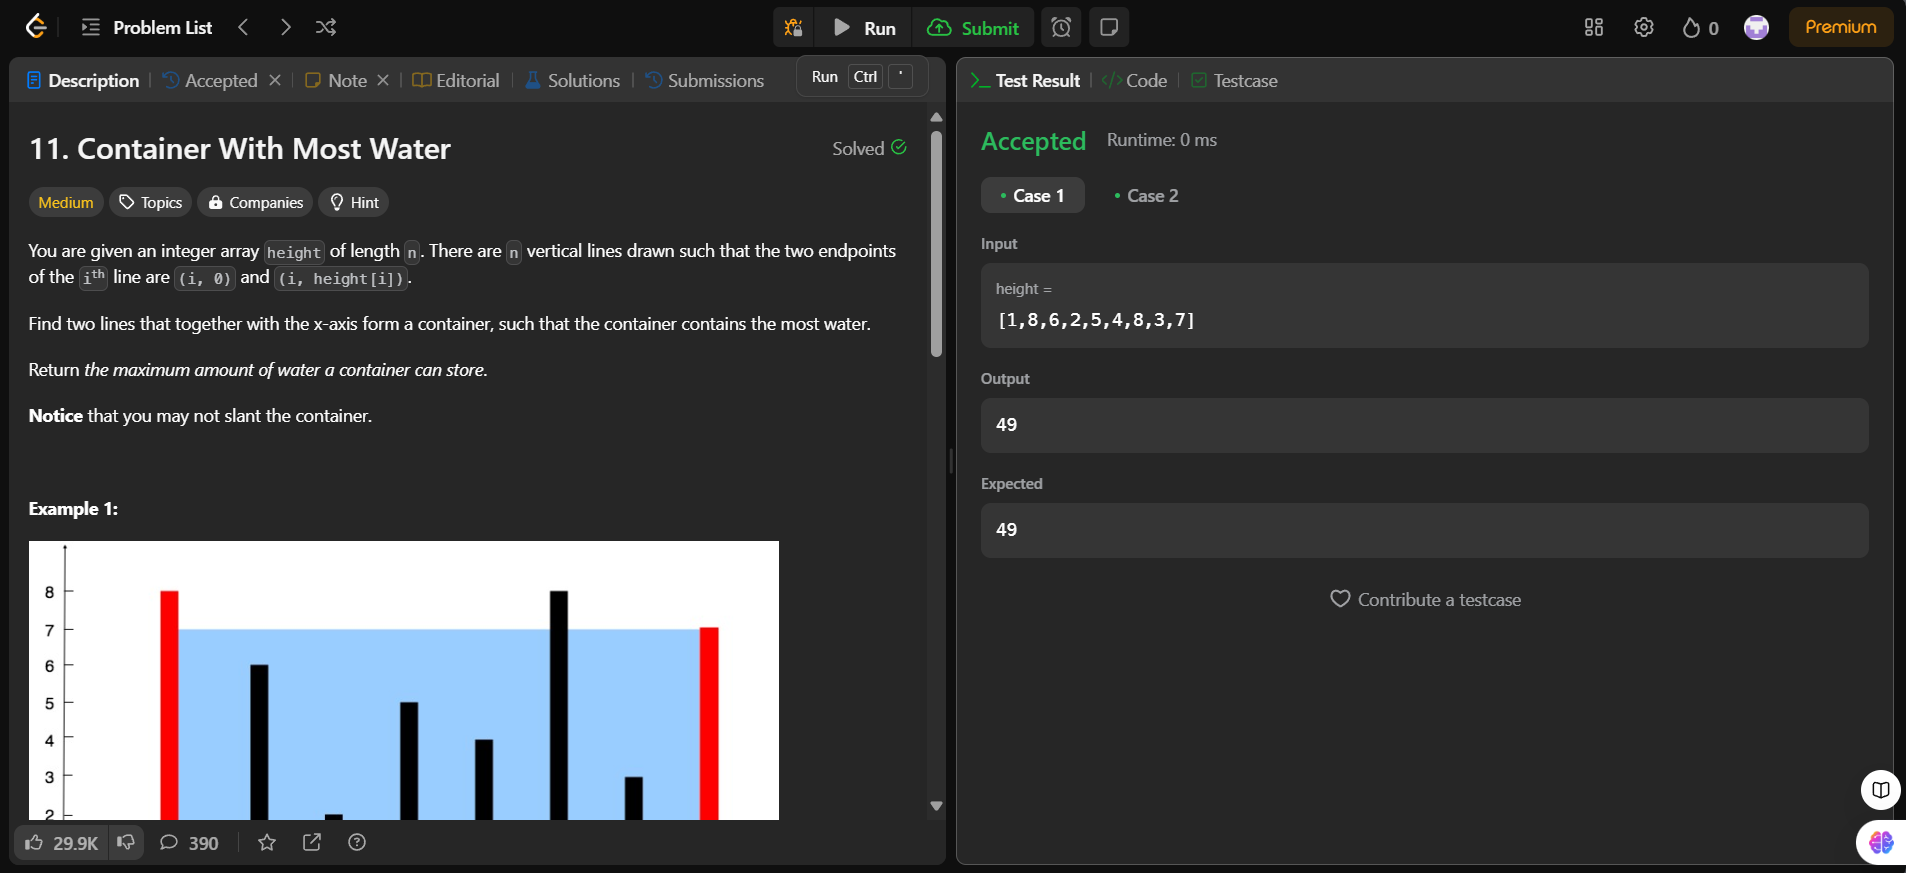 Problem List
Run
Submit
0
Premium
Description
Accepted
Note
Editorial
Solutions
Submissions
Run Ctrl '
Test Result
Code
Testcase
11. Container With Most Water
Solved
Medium
Topics
Companies
Hint
You are given an integer array height of length n. There are n vertical lines drawn such that the two endpoints
of the ith line are (i, 0) and (i, height[i]).
Find two lines that together with the x-axis form a container, such that the container contains the most water.
Return the maximum amount of water a container can store.
Notice that you may not slant the container.
Example 1:
8
7
6
5
4
3
2
29.9K
390
Accepted
Runtime: 0 ms
Case 1
Case 2
Input
height =
[1,8,6,2,5,4,8,3,7]
Output
49
Expected
49
Contribute a testcase